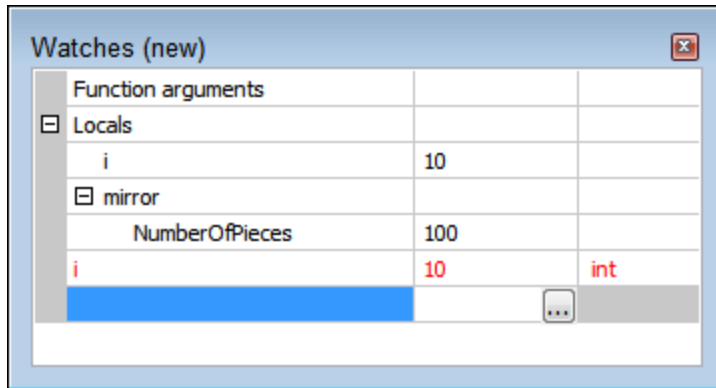 Watches (new)
Function arguments
Locals
i 10
mirror
NumberOfPieces 100
i 10 int
...